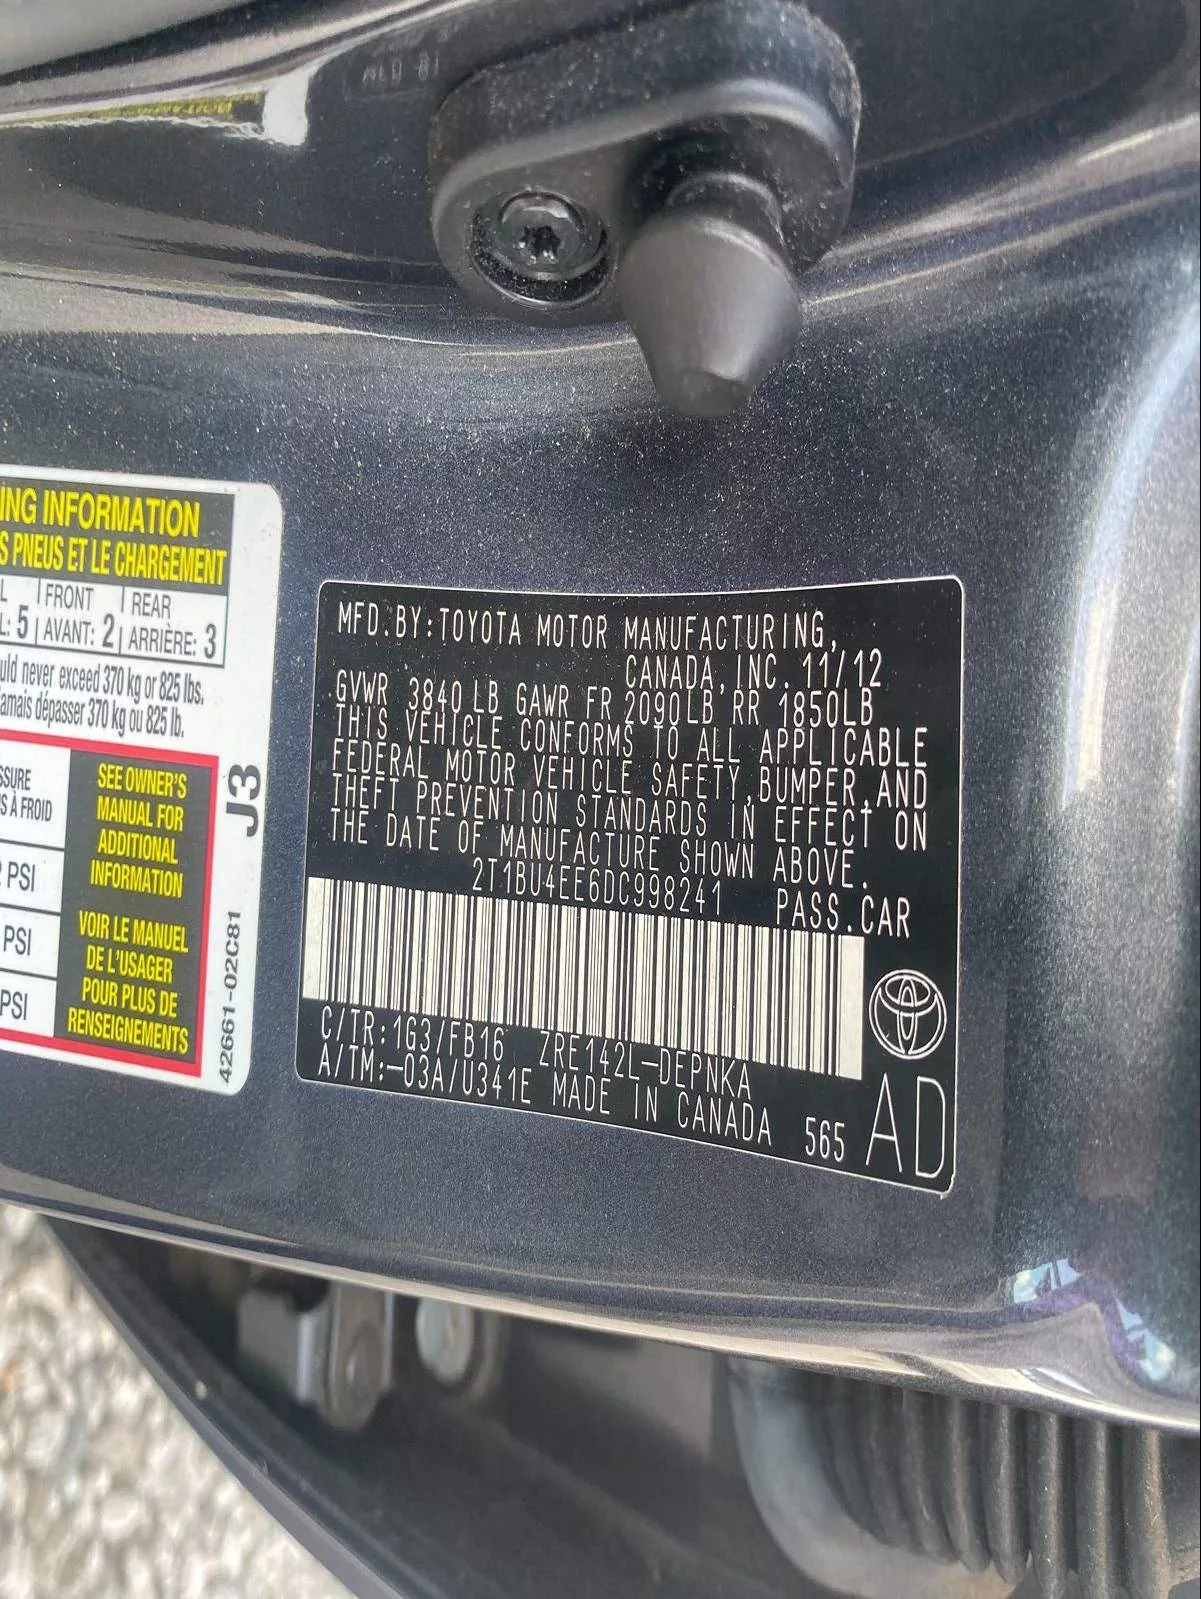 ING INFORMATION
S PNEUS ET LE CHARGEMENT
L | FRONT | REAR
L: 5 | AVANT: 2 | ARRIÈRE: 3
uld never exceed 370 kg or 825 lbs.
amais dépasser 370 kg ou 825 lb.
SSURE
S À FROID
PSI
PSI
PSI
SEE OWNER'S
MANUAL FOR
ADDITIONAL
INFORMATION
VOIR LE MANUEL
DE L'USAGER
POUR PLUS DE
RENSEIGNEMENTS
J3
42661-02C81
MFD.BY:TOYOTA MOTOR MANUFACTURING,
CANADA, INC. 11/12
GVWR 3840 LB GAWR FR 2090LB RR 1850LB
THIS VEHICLE CONFORMS TO ALL APPLICABLE
FEDERAL MOTOR VEHICLE SAFETY,BUMPER,AND
THEFT PREVENTION STANDARDS IN EFFECT ON
THE DATE OF MANUFACTURE SHOWN ABOVE.
2T1BU4EE6DC998241 PASS.CAR
C/TR:1G3/FB16 ZRE142L-DEPNKA
A/TM:-03A/U341E MADE IN CANADA 565 AD